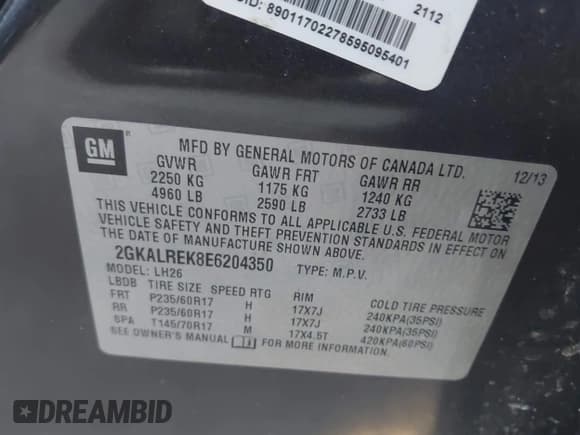 2112
ID: 89011702278595095401
GM
MFD BY GENERAL MOTORS OF CANADA LTD.
12/13
GVWR GAWR FRT GAWR RR
2250 KG 1175 KG 1240 KG
4960 LB 2590 LB 2733 LB
THIS VEHICLE CONFORMS TO ALL APPLICABLE U.S. FEDERAL MOTOR
VEHICLE SAFETY AND THEFT PREVENTION STANDARDS IN EFFECT ON
THE DATE OF MANUFACTURE SHOWN ABOVE.
2GKALREK8E6204350 TYPE: M.P.V.
MODEL: LH26
LBDB TIRE SIZE SPEED RTG RIM COLD TIRE PRESSURE
FRT P235/60R17 H 17X7J 240KPA(35PSI)
RR P235/60R17 H 17X7J 240KPA(35PSI)
SPA T145/70R17 M 17X4.5T 420KPA(60PSI)
SEE OWNER'S MANUAL FOR MORE INFORMATION.
DREAMBID